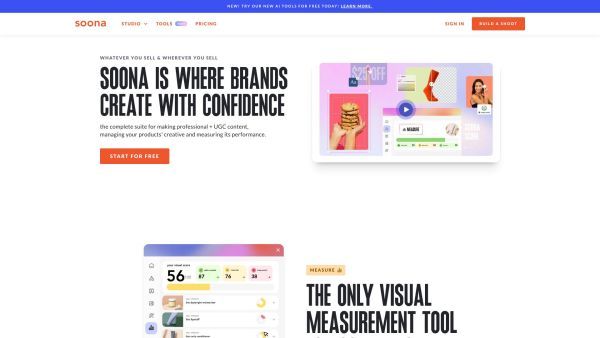 NEW! TRY OUR NEW AI TOOLS FOR FREE TODAY! LEARN MORE.
soona STUDIO TOOLS PRICING SIGN IN BUILD A SHOOT
WHATEVER YOU SELL & WHEREVER YOU SELL
SOONA IS WHERE BRANDS
CREATE WITH CONFIDENCE
the complete suite for making professional + UGC content,
managing your products' creative and measuring its performance.
START FOR FREE
$25 OFF
Aa
MEASURE
56
87 76 38
MEASURE
THE ONLY VISUAL
MEASUREMENT TOOL